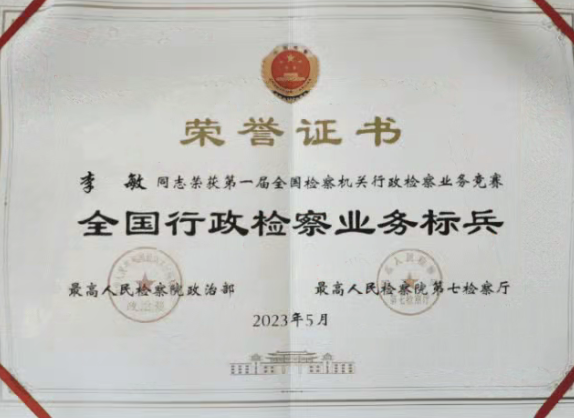 荣誉证书
李 敏 同志荣获第一届全国检察机关行政检察业务竞赛
全国行政检察业务标兵
最高人民检察院政治部 最高人民检察院第七检察厅
2023年5月